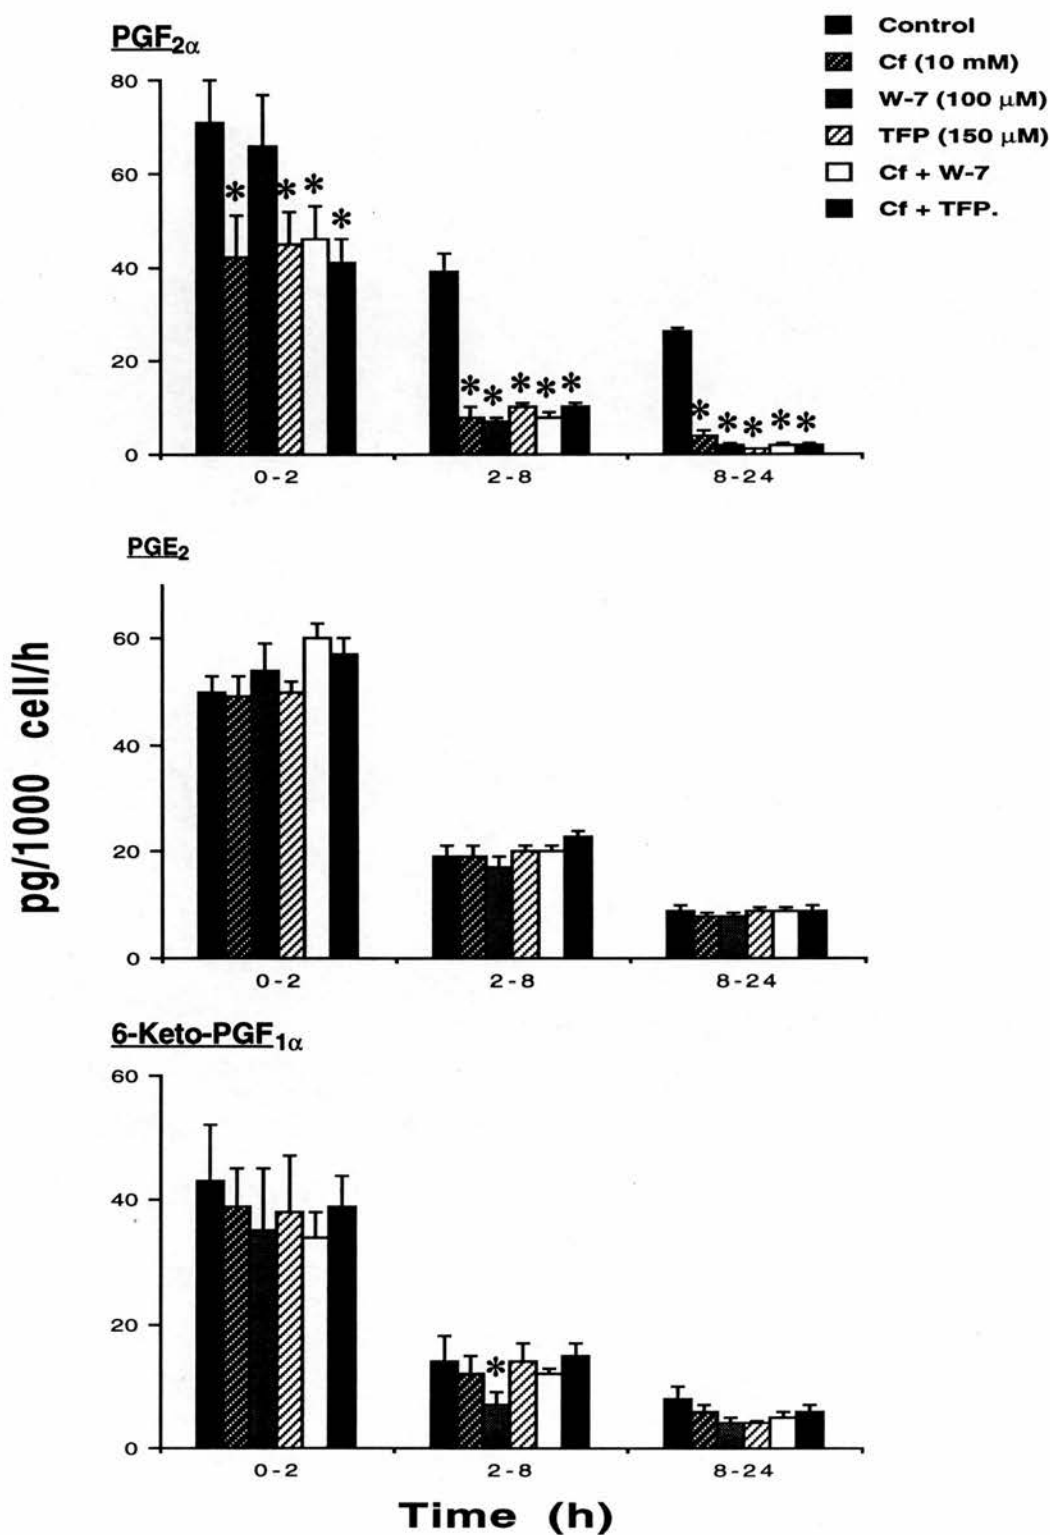 PGF2α
Control
Cf (10 mM)
W-7 (100 μM)
TFP (150 μM)
Cf + W-7
Cf + TFP.
80
60
40
20
0
* * * *
* * * * *
* * * * *
0-2 2-8 8-24
PGE2
60
40
20
0
0-2 2-8 8-24
pg/1000 cell/h
6-Keto-PGF1α
60
40
20
0
*
0-2 2-8 8-24
Time (h)